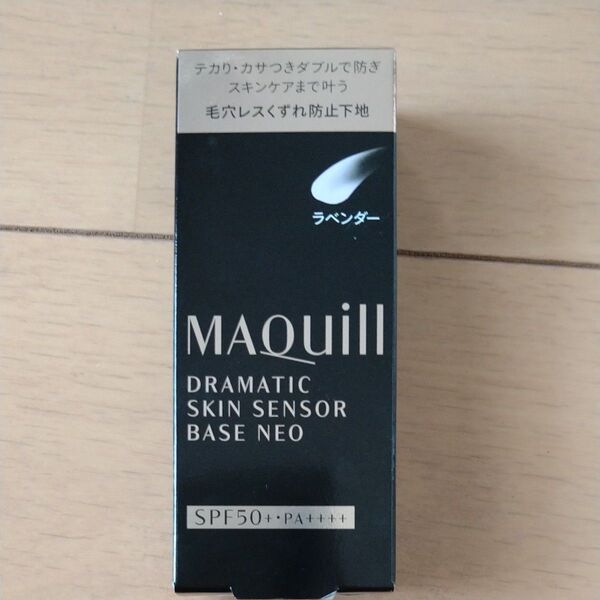 テカリ・カサつきダブルで防ぎ
スキンケアまで叶う
毛穴レスくずれ防止下地
ラベンダー
MAQuill
DRAMATIC
SKIN SENSOR
BASE NEO
SPF50+・PA++++